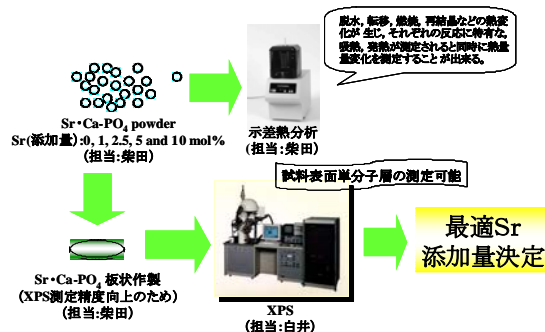 脱水, 転移, 燃焼, 再結晶などの熱変
化が 生じ, それぞれの反応に特有な,
吸熱, 発熱が測定されると同時に熱量
量変化を測定すること が出来る。
Sr・Ca-PO₄ powder
Sr(添加量):0, 1, 2.5, 5 and 10 mol%
(担当:柴田)
示差熱分析
(担当:柴田)
試料表面単分子層の測定可能
Sr・Ca-PO₄ 板状作製
(XPS測定精度向上のため)
(担当:柴田)
XPS
(担当:白井)
最適Sr
添加量決定